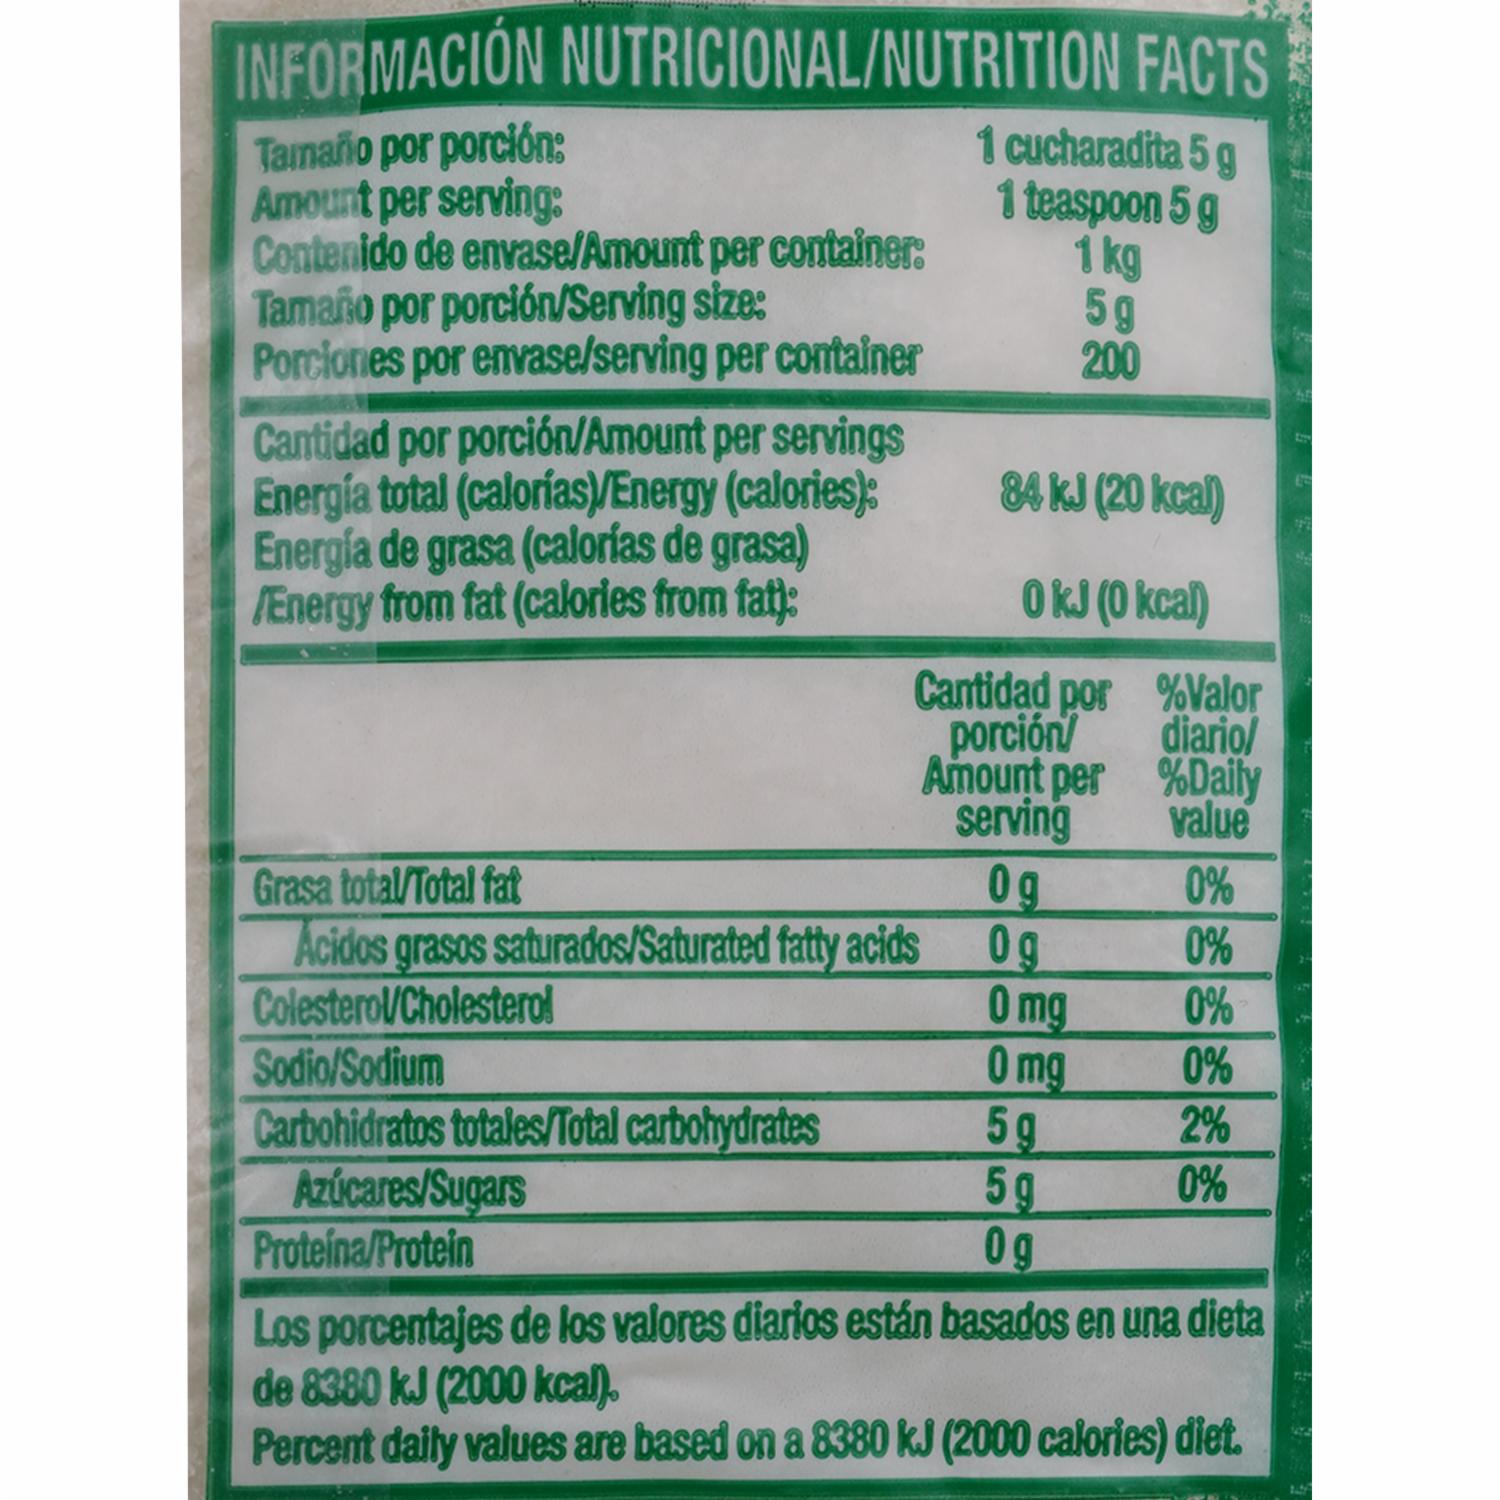 INFORMACIÓN NUTRICIONAL/NUTRITION FACTS
Tamaño por porción: 1 cucharadita 5 g
Amount per serving: 1 teaspoon 5 g
Contenido de envase/Amount per container: 1 kg
Tamaño por porción/Serving size: 5 g
Porciones por envase/serving per container 200
Cantidad por porción/Amount per servings
Energía total (calorías)/Energy (calories): 84 kJ (20 kcal)
Energía de grasa (calorías de grasa)
/Energy from fat (calories from fat): 0 kJ (0 kcal)
Cantidad por %Valor
porción/ diario/
Amount per %Daily
serving value
Grasa total/Total fat 0 g 0%
Ácidos grasos saturados/Saturated fatty acids 0 g 0%
Colesterol/Cholesterol 0 mg 0%
Sodio/Sodium 0 mg 0%
Carbohidratos totales/Total carbohydrates 5 g 2%
Azúcares/Sugars 5 g 0%
Proteína/Protein 0 g
Los porcentajes de los valores diarios están basados en una dieta
de 8380 kJ (2000 kcal).
Percent daily values are based on a 8380 kJ (2000 calories) diet.